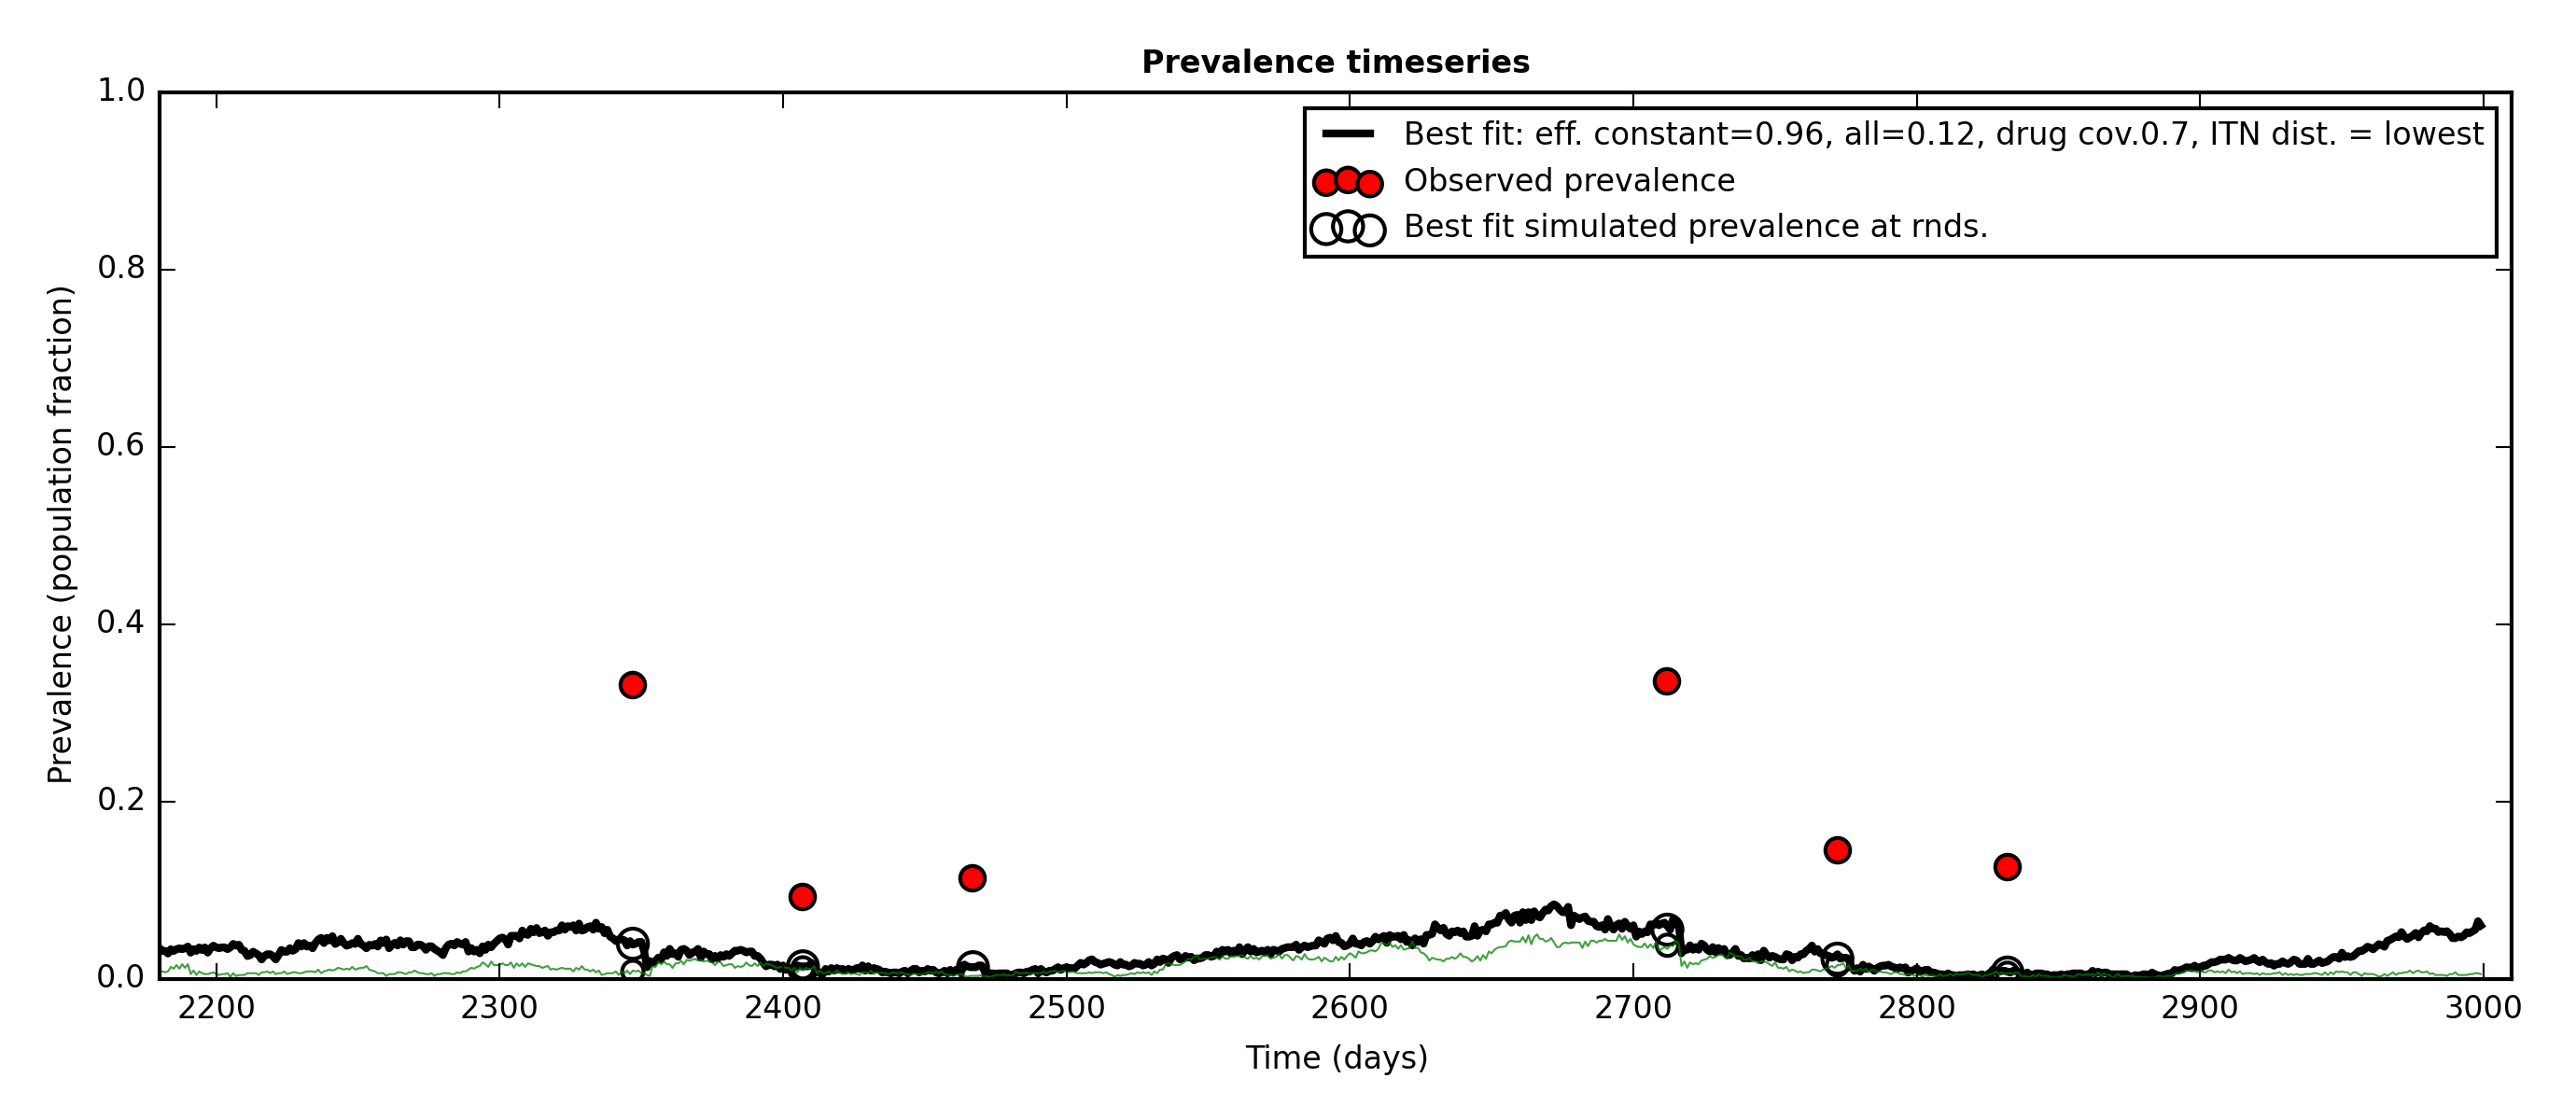 Prevalence timeseries
1.0
0.8
0.6
0.4
0.2
0.0
Prevalence (population fraction)
Best fit: eff. constant=0.96, all=0.12, drug cov.0.7, ITN dist. = lowest
Observed prevalence
Best fit simulated prevalence at rnds.
2200 2300 2400 2500 2600 2700 2800 2900 3000
Time (days)